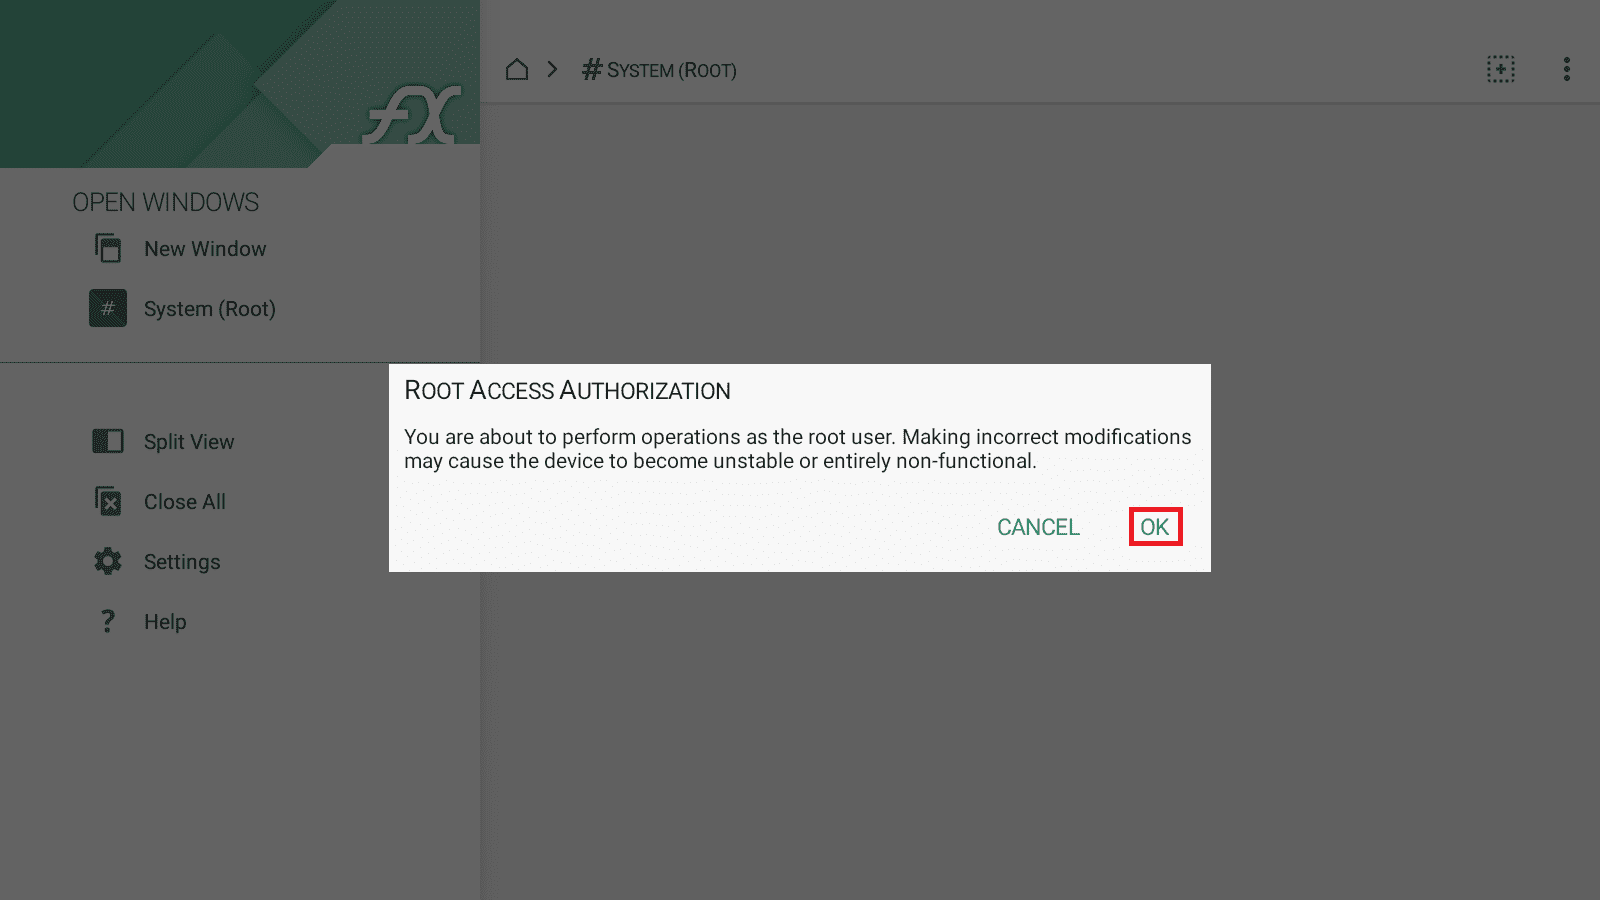 fx
# SYSTEM (ROOT)
OPEN WINDOWS
New Window
# System (Root)
ROOT ACCESS AUTHORIZATION
You are about to perform operations as the root user. Making incorrect modifications
may cause the device to become unstable or entirely non-functional.
CANCEL OK
Split View
Close All
Settings
? Help